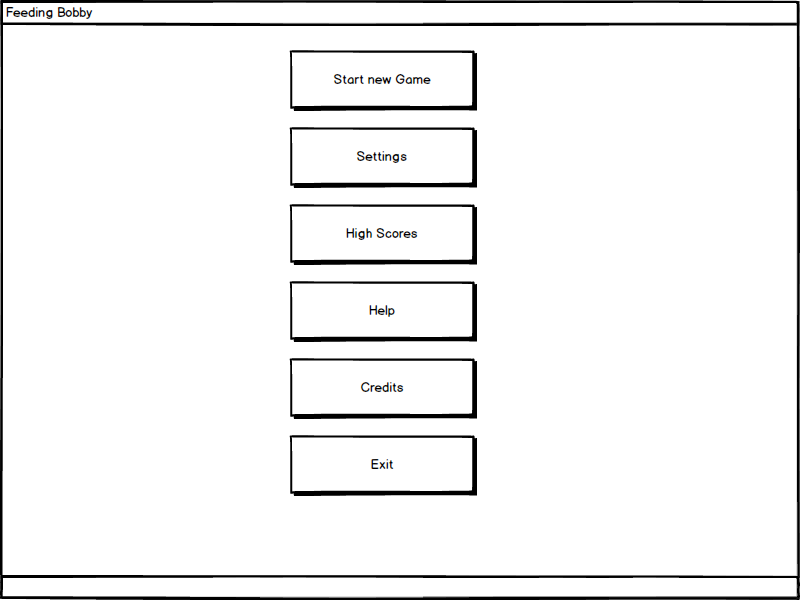 Feeding Bobby
Start new Game
Settings
High Scores
Help
Credits
Exit